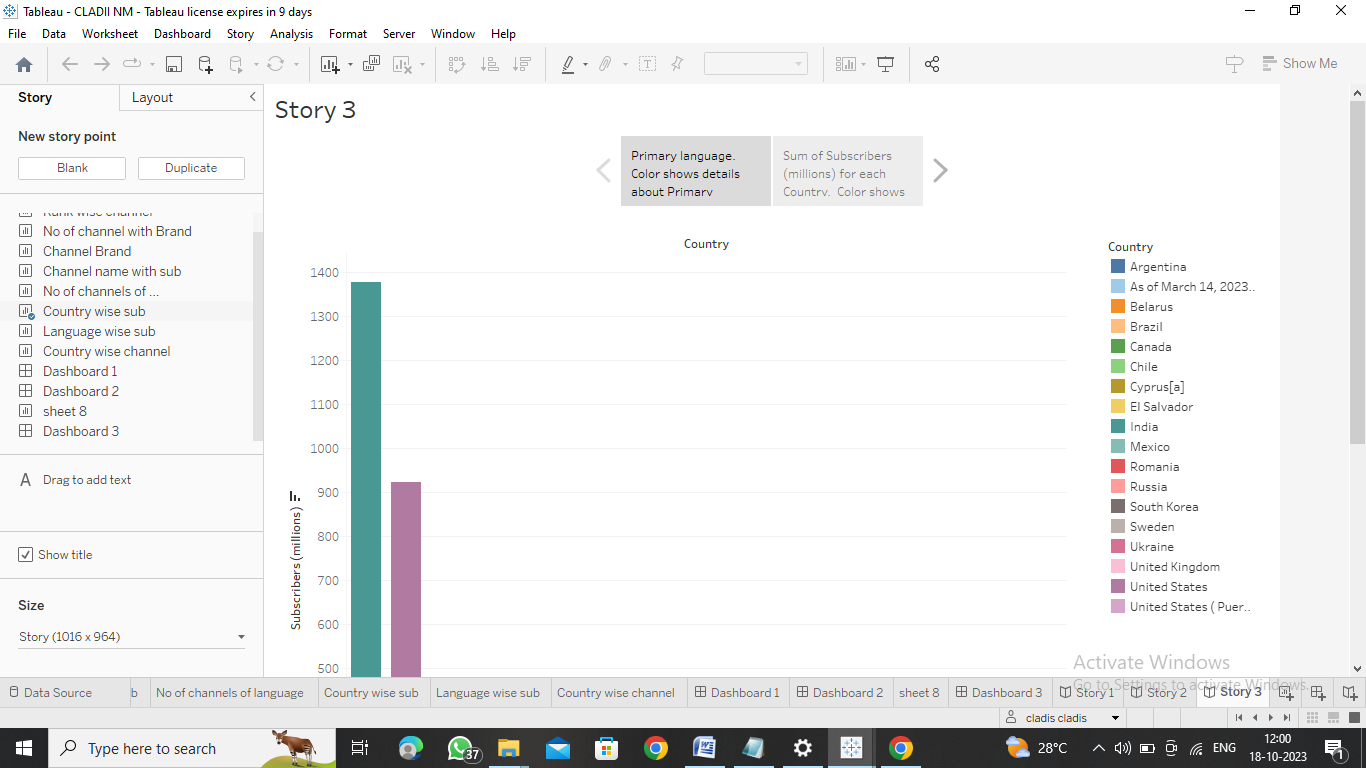 Tableau - CLADII NM - Tableau license expires in 9 days
File Data Worksheet Dashboard Story Analysis Format Server Window Help
Show Me
Story Layout
New story point
Blank Duplicate
Rank wise channel
No of channel with Brand
Channel Brand
Channel name with sub
No of channels of ...
Country wise sub
Language wise sub
Country wise channel
Dashboard 1
Dashboard 2
sheet 8
Dashboard 3
A Drag to add text
Show title
Size
Story (1016 x 964)
Story 3
Primary language.
Color shows details
about Primary
Sum of Subscribers
(millions) for each
Country. Color shows
Country
1400
1300
1200
1100
1000
900
800
700
600
500
Subscribers (millions)
Country
Argentina
As of March 14, 2023..
Belarus
Brazil
Canada
Chile
Cyprus[a]
El Salvador
India
Mexico
Romania
Russia
South Korea
Sweden
Ukraine
United Kingdom
United States
United States ( Puer..
Activate Windows
Go to Settings to activate Windows.
Data Source b No of channels of language Country wise sub Language wise sub Country wise channel Dashboard 1 Dashboard 2 sheet 8 Dashboard 3 Story 1 Story 2 Story 3
cladis cladis
Type here to search
37
28°C
ENG
12:00
18-10-2023
1